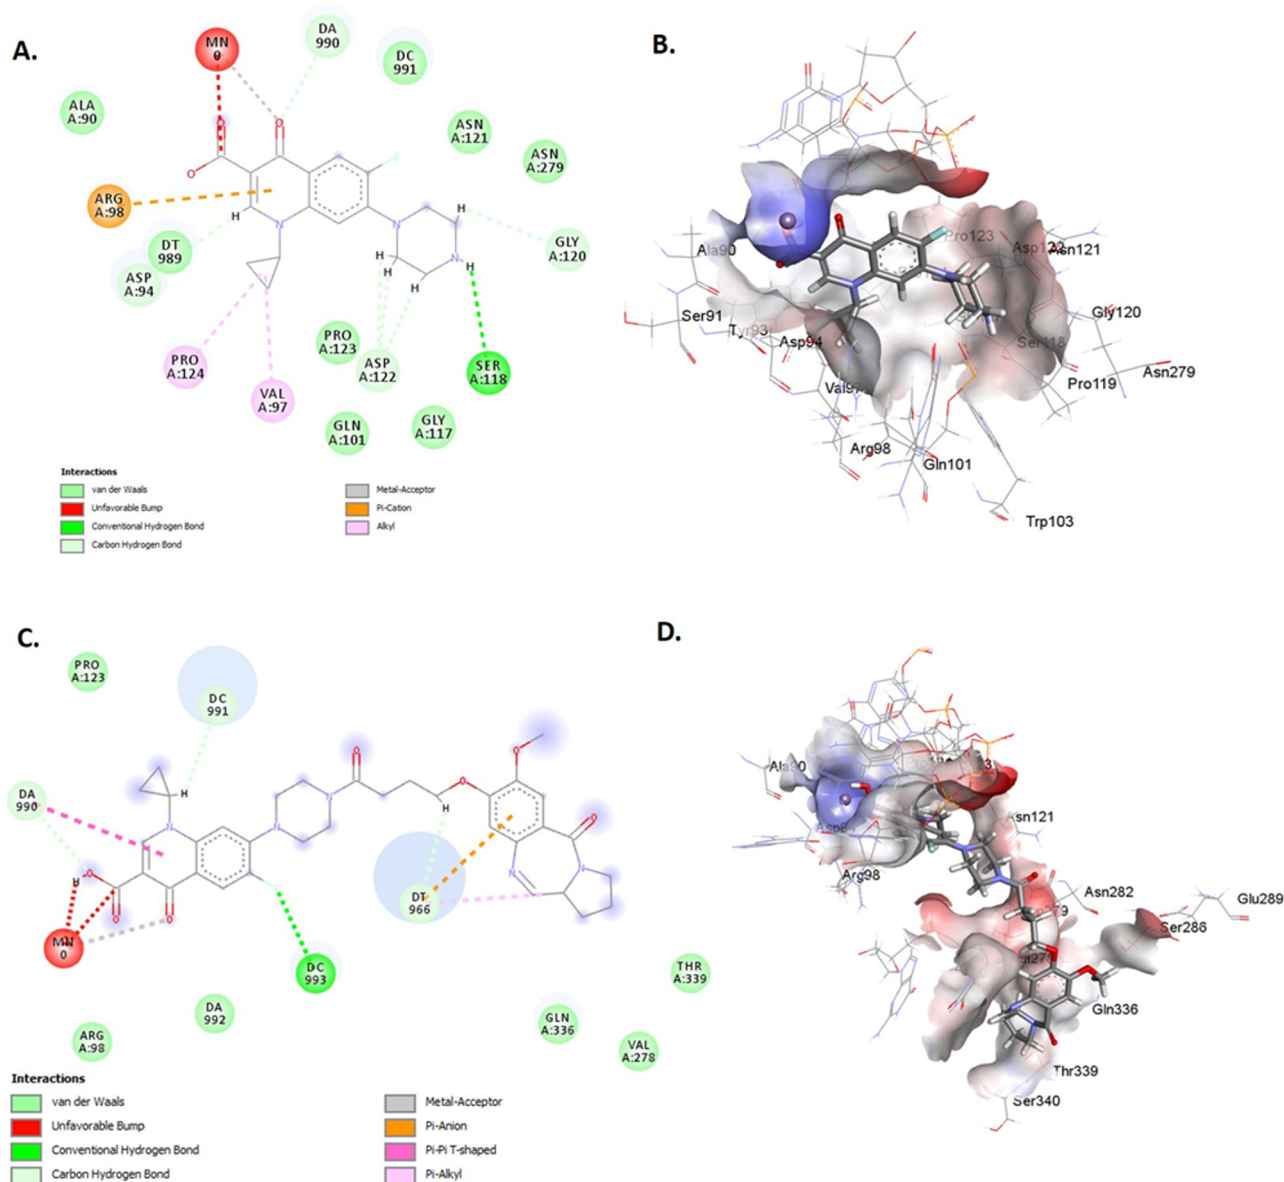 A.
MN
0
DA
990
DC
991
ALA
A:90
ASN
A:121
ASN
A:279
ARG
A:98
DT
989
ASP
A:94
GLY
A:120
PRO
A:123
ASP
A:122
SER
A:118
PRO
A:124
VAL
A:97
GLN
A:101
GLY
A:117
O
O
O
N
N
N
H
H
H
H
H
H
Interactions
van der Waals
Unfavorable Bump
Conventional Hydrogen Bond
Carbon Hydrogen Bond
Metal-Acceptor
Pi-Cation
Alkyl
B.
Ala90
Pro123
Asp122
Asn121
Ser91
Tyr93
Asp94
Gly120
Ser118
Pro119
Asn279
Arg98
Gln101
Trp103
C.
PRO
A:123
DC
991
DA
990
DT
966
MN
0
DC
993
DA
992
ARG
A:98
THR
A:339
GLN
A:336
VAL
A:278
Interactions
van der Waals
Unfavorable Bump
Conventional Hydrogen Bond
Carbon Hydrogen Bond
Metal-Acceptor
Pi-Anion
Pi-Pi T-shaped
Pi-Alkyl
D.
Ala90
Asn121
Arg98
Asn282
Glu289
Ser286
Gln336
Thr339
Ser340